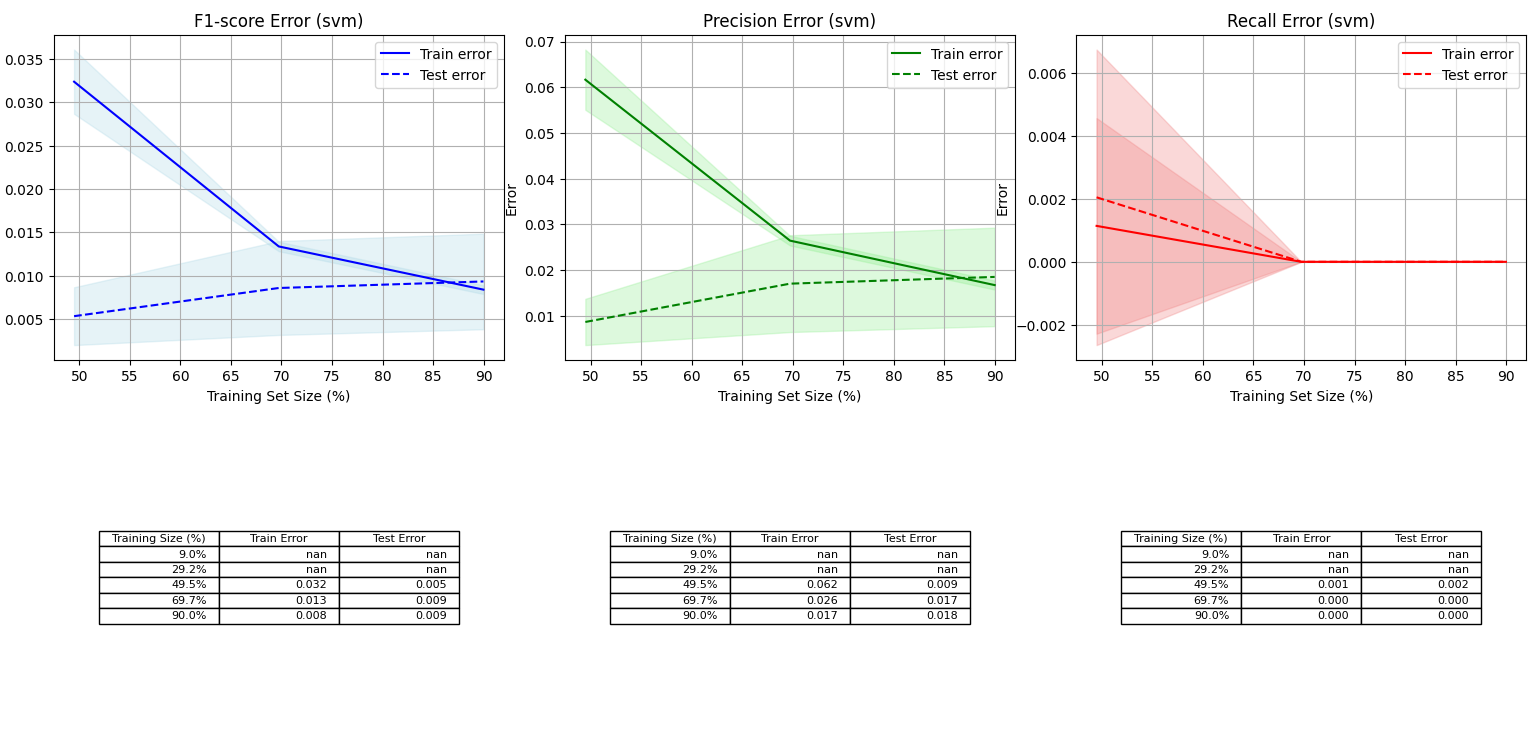 F1-score Error (svm)
Train error
Test error
0.035
0.030
0.025
0.020
0.015
0.010
0.005
50 55 60 65 70 75 80 85 90
Training Set Size (%)
Precision Error (svm)
Train error
Test error
Error
0.07
0.06
0.05
0.04
0.03
0.02
0.01
50 55 60 65 70 75 80 85 90
Training Set Size (%)
Recall Error (svm)
Train error
Test error
Error
0.006
0.004
0.002
0.000
−0.002
50 55 60 65 70 75 80 85 90
Training Set Size (%)
Training Size (%) Train Error Test Error
9.0% nan nan
29.2% nan nan
49.5% 0.032 0.005
69.7% 0.013 0.009
90.0% 0.008 0.009
Training Size (%) Train Error Test Error
9.0% nan nan
29.2% nan nan
49.5% 0.062 0.009
69.7% 0.026 0.017
90.0% 0.017 0.018
Training Size (%) Train Error Test Error
9.0% nan nan
29.2% nan nan
49.5% 0.001 0.002
69.7% 0.000 0.000
90.0% 0.000 0.000